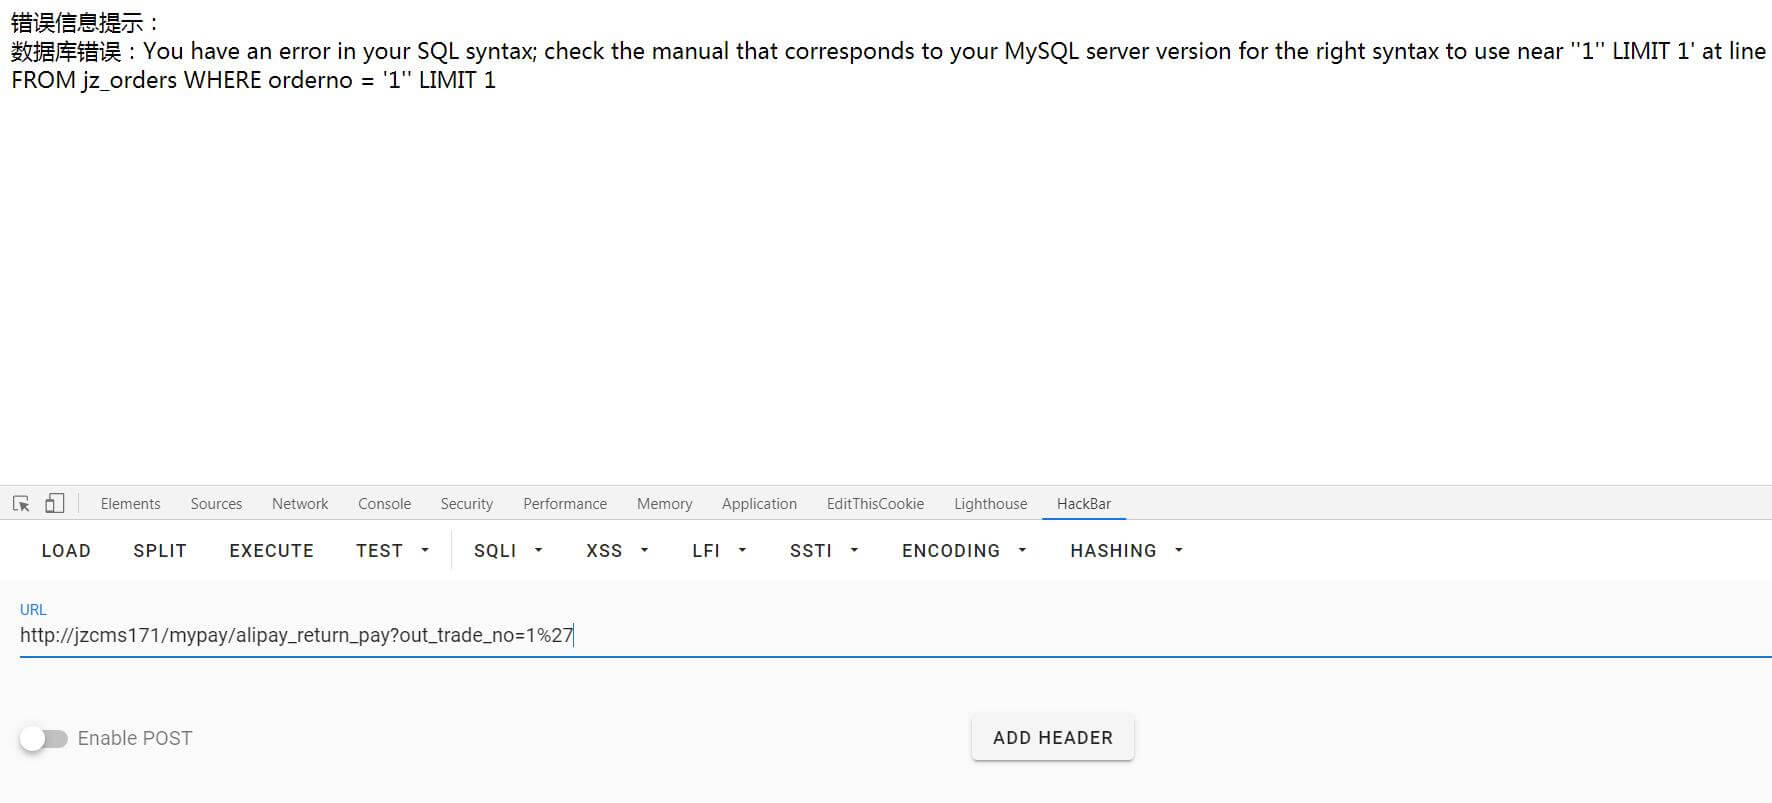 错误信息提示：
数据库错误：You have an error in your SQL syntax; check the manual that corresponds to your MySQL server version for the right syntax to use near ''1'' LIMIT 1' at line
FROM jz_orders WHERE orderno = '1'' LIMIT 1
Elements Sources Network Console Security Performance Memory Application EditThisCookie Lighthouse HackBar
LOAD SPLIT EXECUTE TEST SQLI XSS LFI SSTI ENCODING HASHING
URL
http://jzcms171/mypay/alipay_return_pay?out_trade_no=1%27
Enable POST ADD HEADER